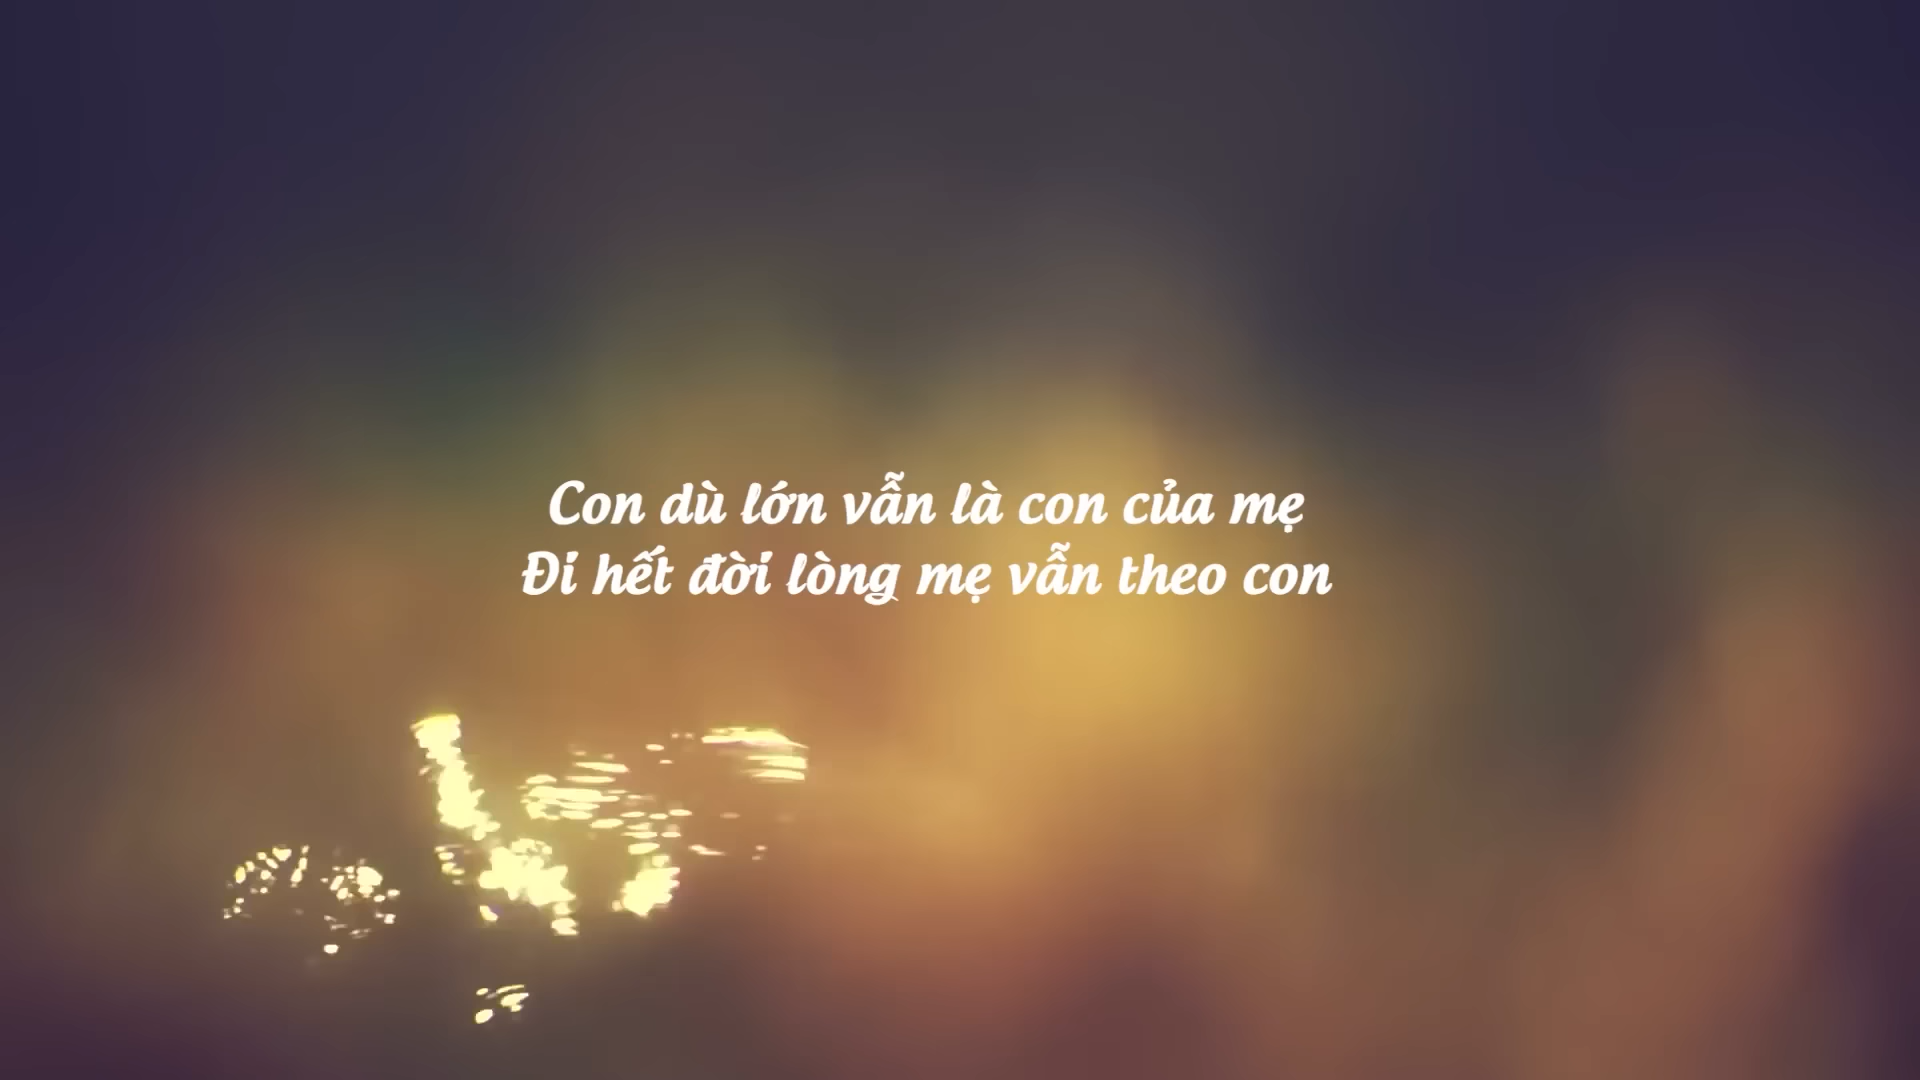 Con dù lớn vẫn là con của mẹ
Đi hết đời lòng mẹ vẫn theo con